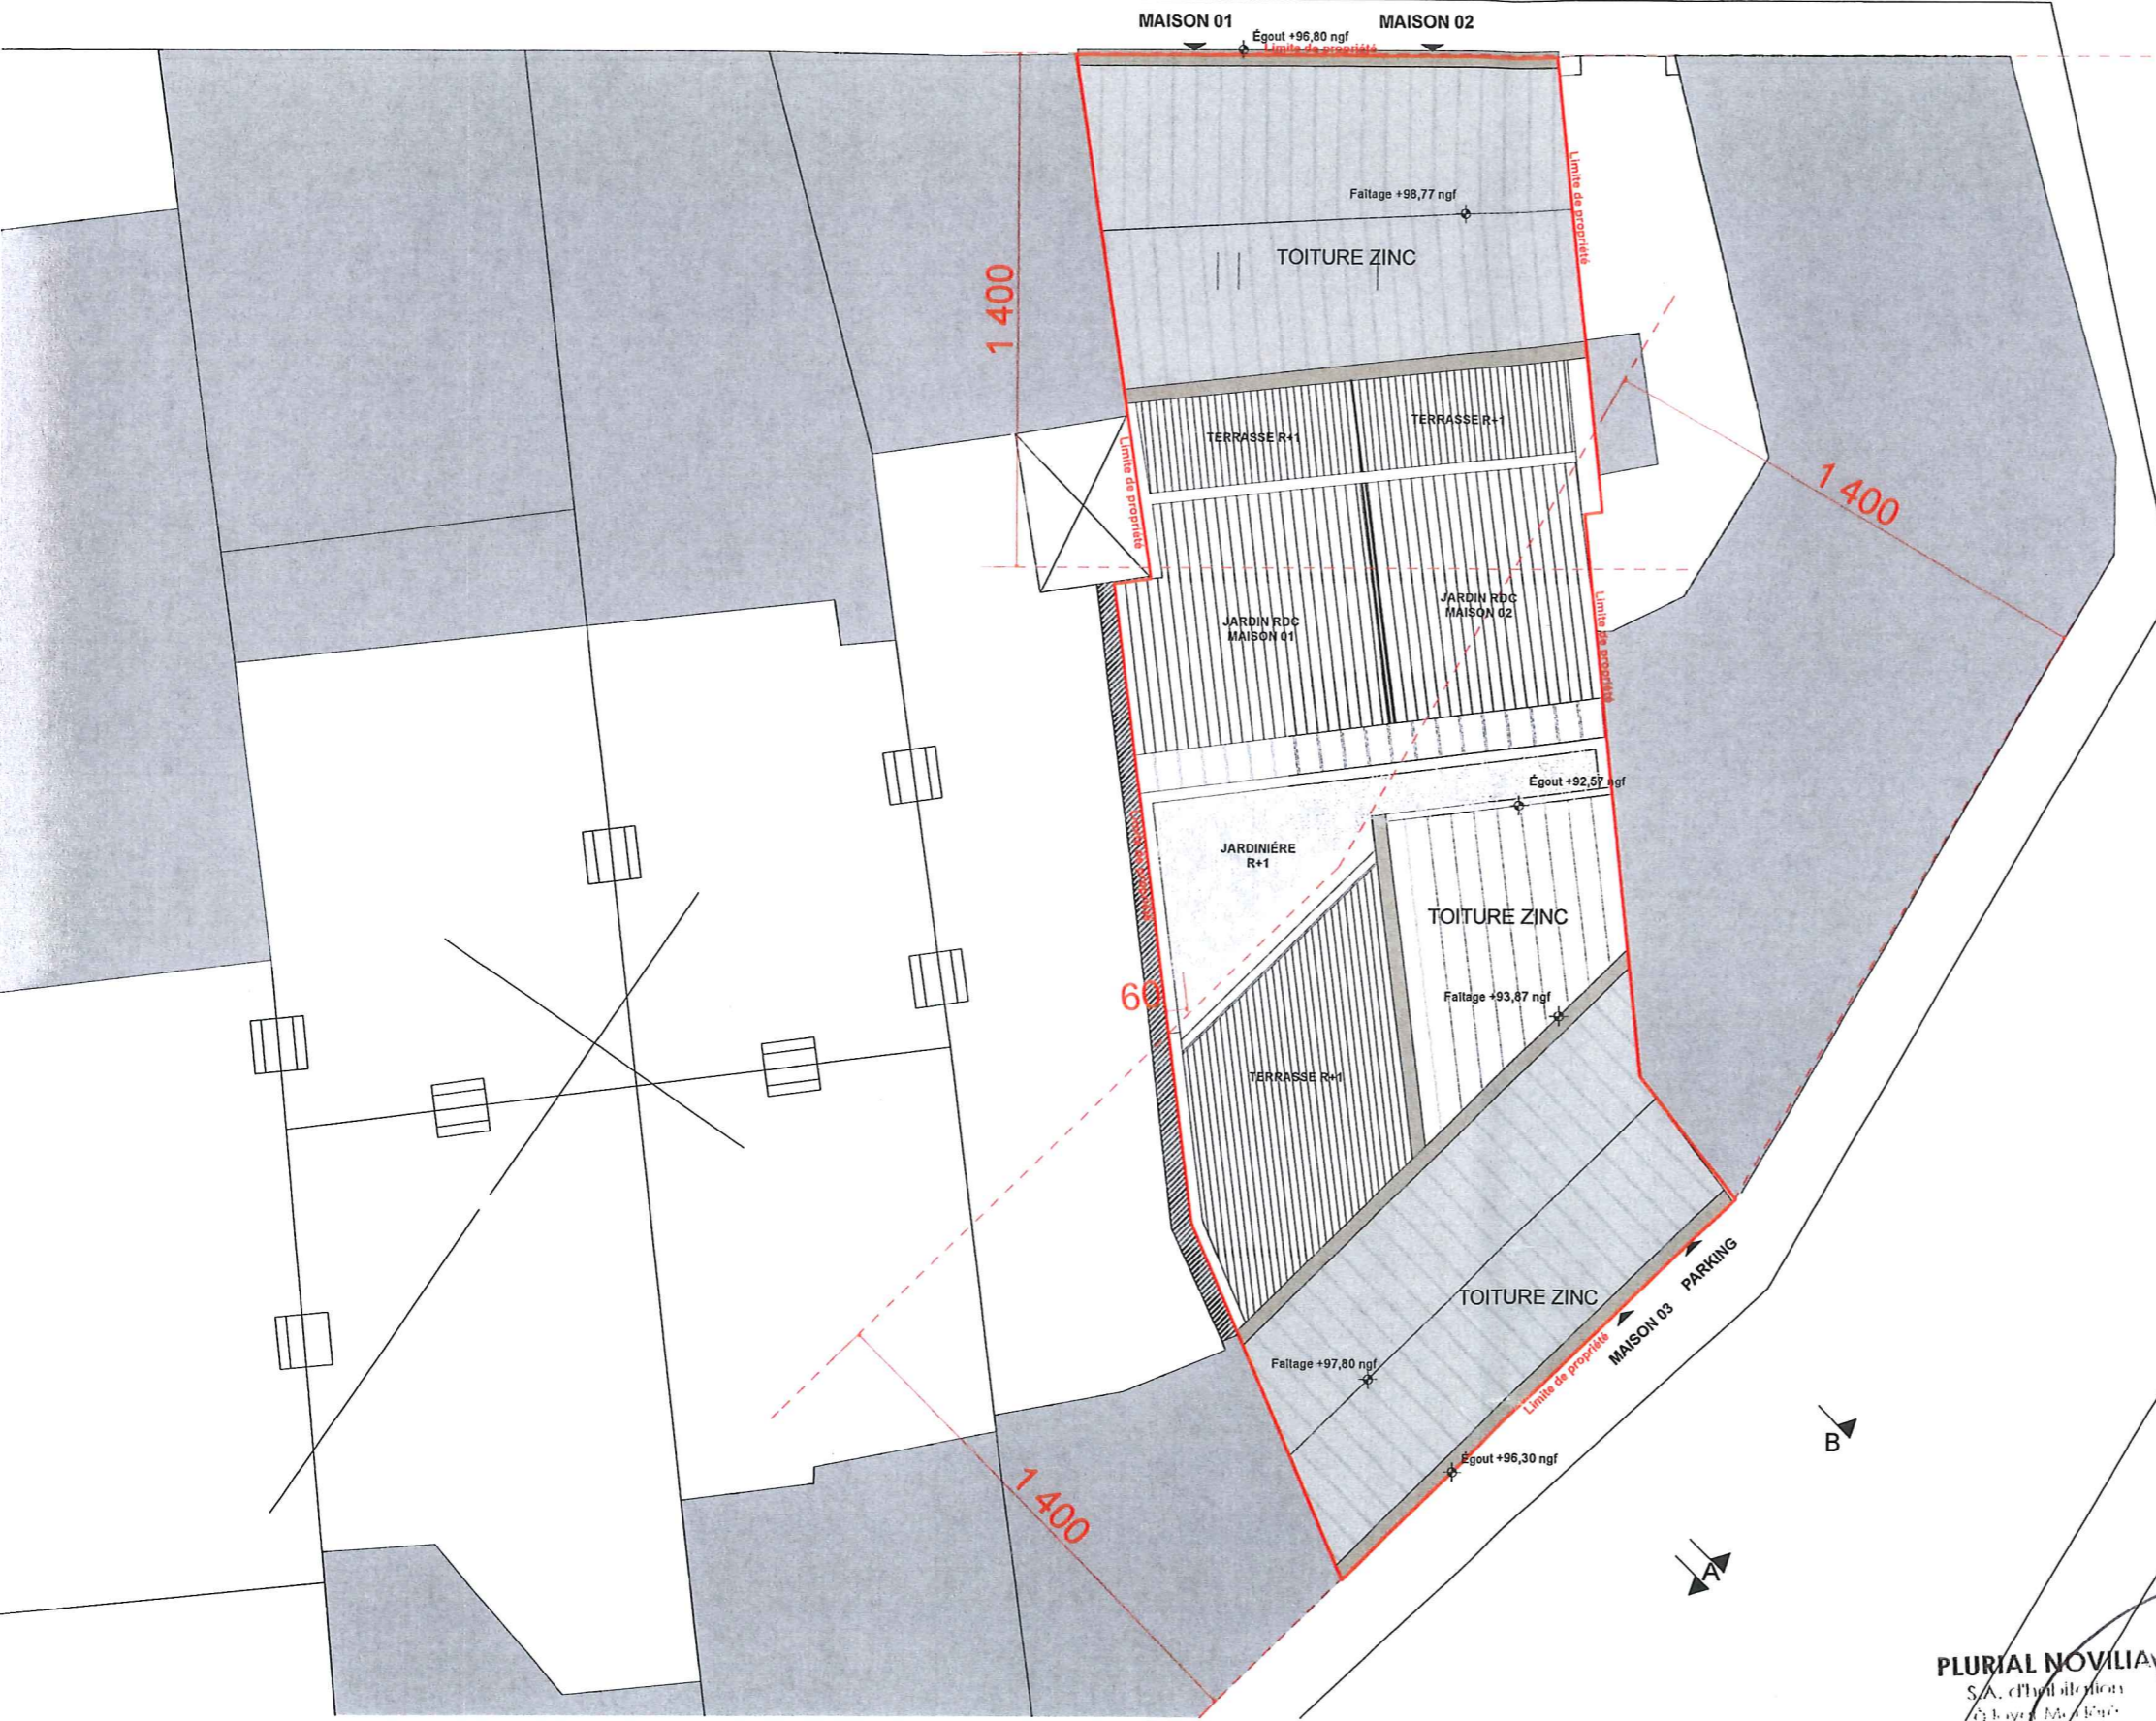 MAISON 01
MAISON 02
Égout +96,80 ngf
Limite de propriété
Limite de propriété
Faîtage +98,77 ngf
TOITURE ZINC
1 400
TERRASSE R+1
TERRASSE R+1
Limite de propriété
1 400
JARDIN RDC
MAISON 01
JARDIN RDC
MAISON 02
Limite de propriété
Égout +92,57 ngf
JARDINIÉRE
R+1
TOITURE ZINC
60
Faîtage +93,87 ngf
TERRASSE R+1
PARKING
TOITURE ZINC
MAISON 03
Limite de propriété
Faîtage +97,80 ngf
Égout +96,30 ngf
B
1 400
A
PLURIAL NOVILIA
S.A. d'habitation